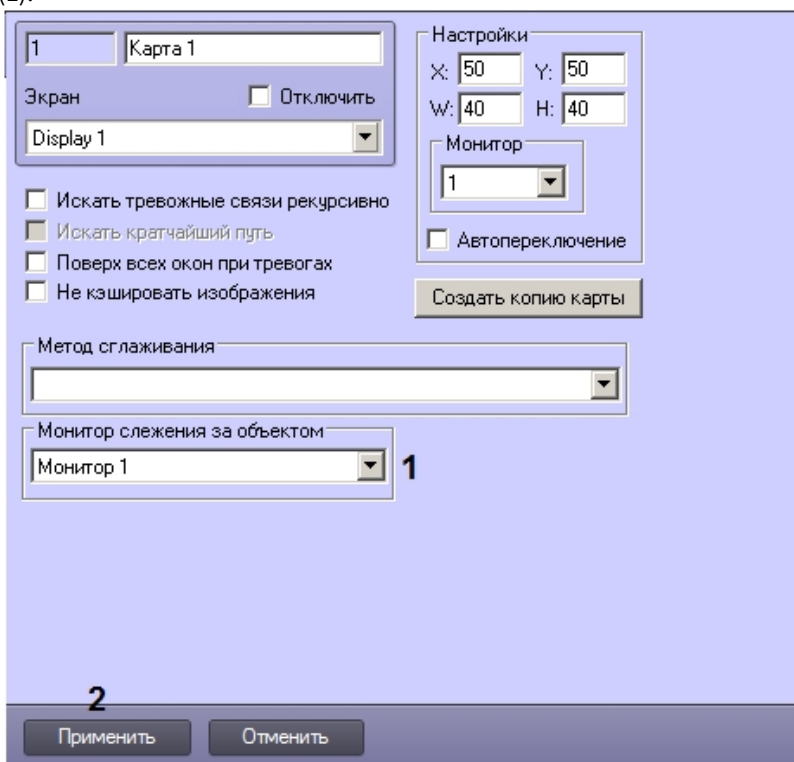 (2).
1 Карта 1
Экран Отключить
Display 1
Настройки
X: 50 Y: 50
W: 40 H: 40
Монитор
1
Автопереключение
Искать тревожные связи рекурсивно
Искать кратчайший путь
Поверх всех окон при тревогах
Не кэшировать изображения
Создать копию карты
Метод сглаживания
Монитор слежения за объектом
Монитор 1 1
2
Применить Отменить